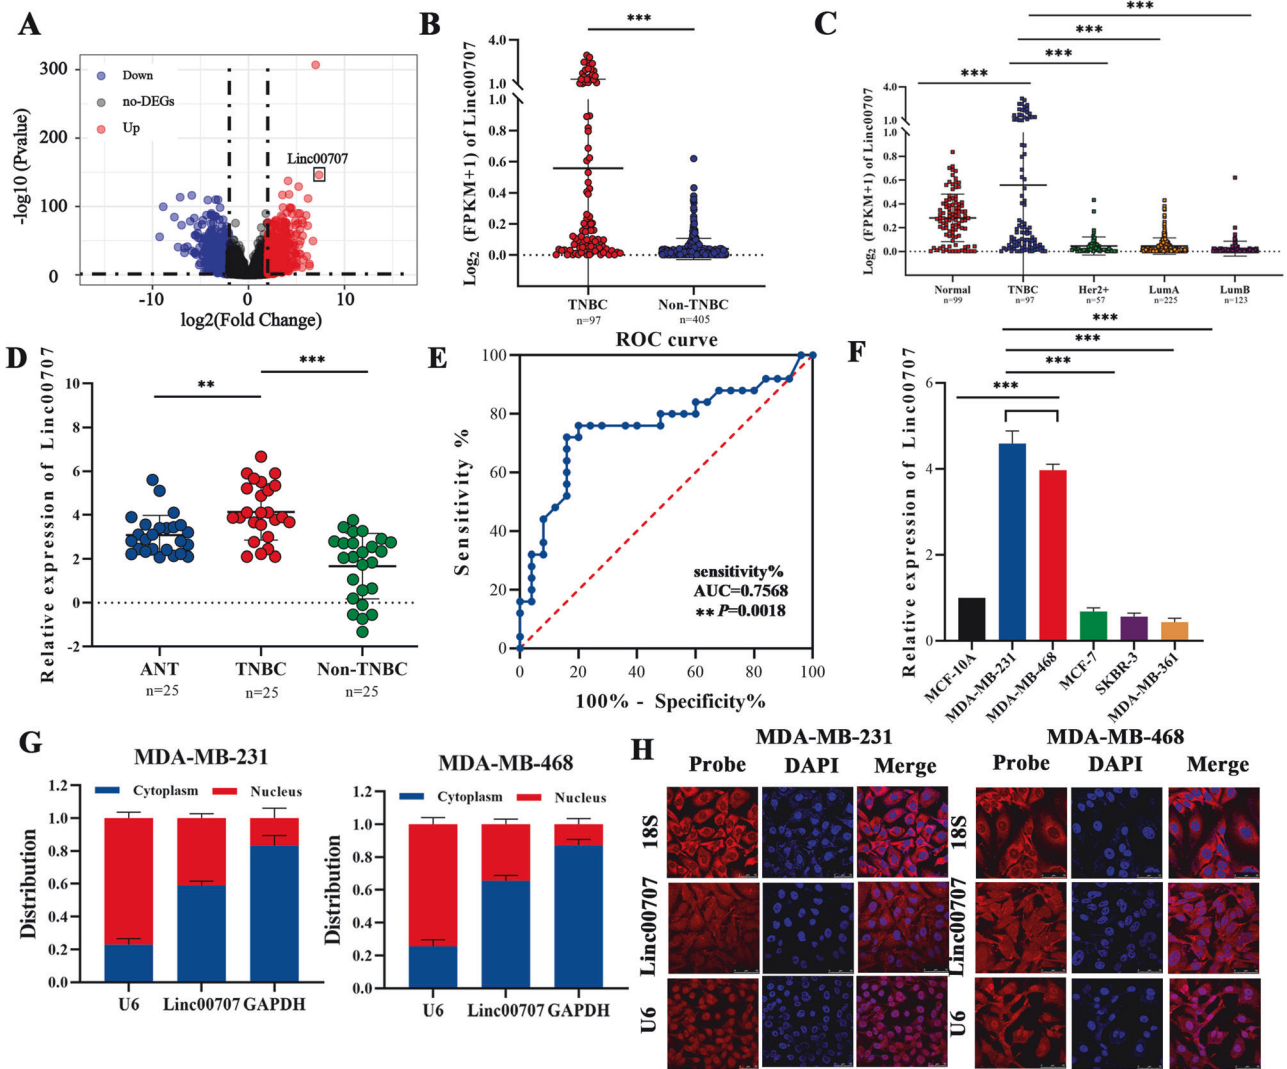 A
300
200
100
0
-log10 (Pvalue)
Down
no-DEGs
Up
Linc00707
-10
0
10
log2(Fold Change)
B
***
Log2 (FPKM+1) of Linc00707
4.0
1.0
1.0
0.8
0.6
0.4
0.2
0.0
TNBC
Non-TNBC
n=97
n=405
C
***
***
***
***
Log2 (FPKM+1) of Linc00707
4.0
1.0
1.0
0.8
0.6
0.4
0.2
0.0
Normal
TNBC
Her2+
LumA
LumB
n=99
n=97
n=57
n=225
n=123
D
**
***
Relative expression of Linc00707
10
8
6
4
2
0
-2
ANT
TNBC
Non-TNBC
n=25
n=25
n=25
E
ROC curve
Sensitivity %
100
80
60
40
20
0
sensitivity%
AUC=0.7568
** P=0.0018
0
20
40
60
80
100
100% - Specificity%
F
***
***
***
***
Relative expression of Linc00707
6
4
2
0
MCF-10A
MDA-MB-231
MDA-MB-468
MCF-7
SKBR-3
MDA-MB-361
G
MDA-MB-231
Cytoplasm
Nucleus
Distribution
1.2
1.0
0.8
0.6
0.4
0.2
0.0
U6
Linc00707
GAPDH
MDA-MB-468
Cytoplasm
Nucleus
Distribution
1.2
1.0
0.8
0.6
0.4
0.2
0.0
U6
Linc00707
GAPDH
H
MDA-MB-231
Probe
DAPI
Merge
18S
Linc00707
U6
MDA-MB-468
Probe
DAPI
Merge
18S
Linc00707
U6